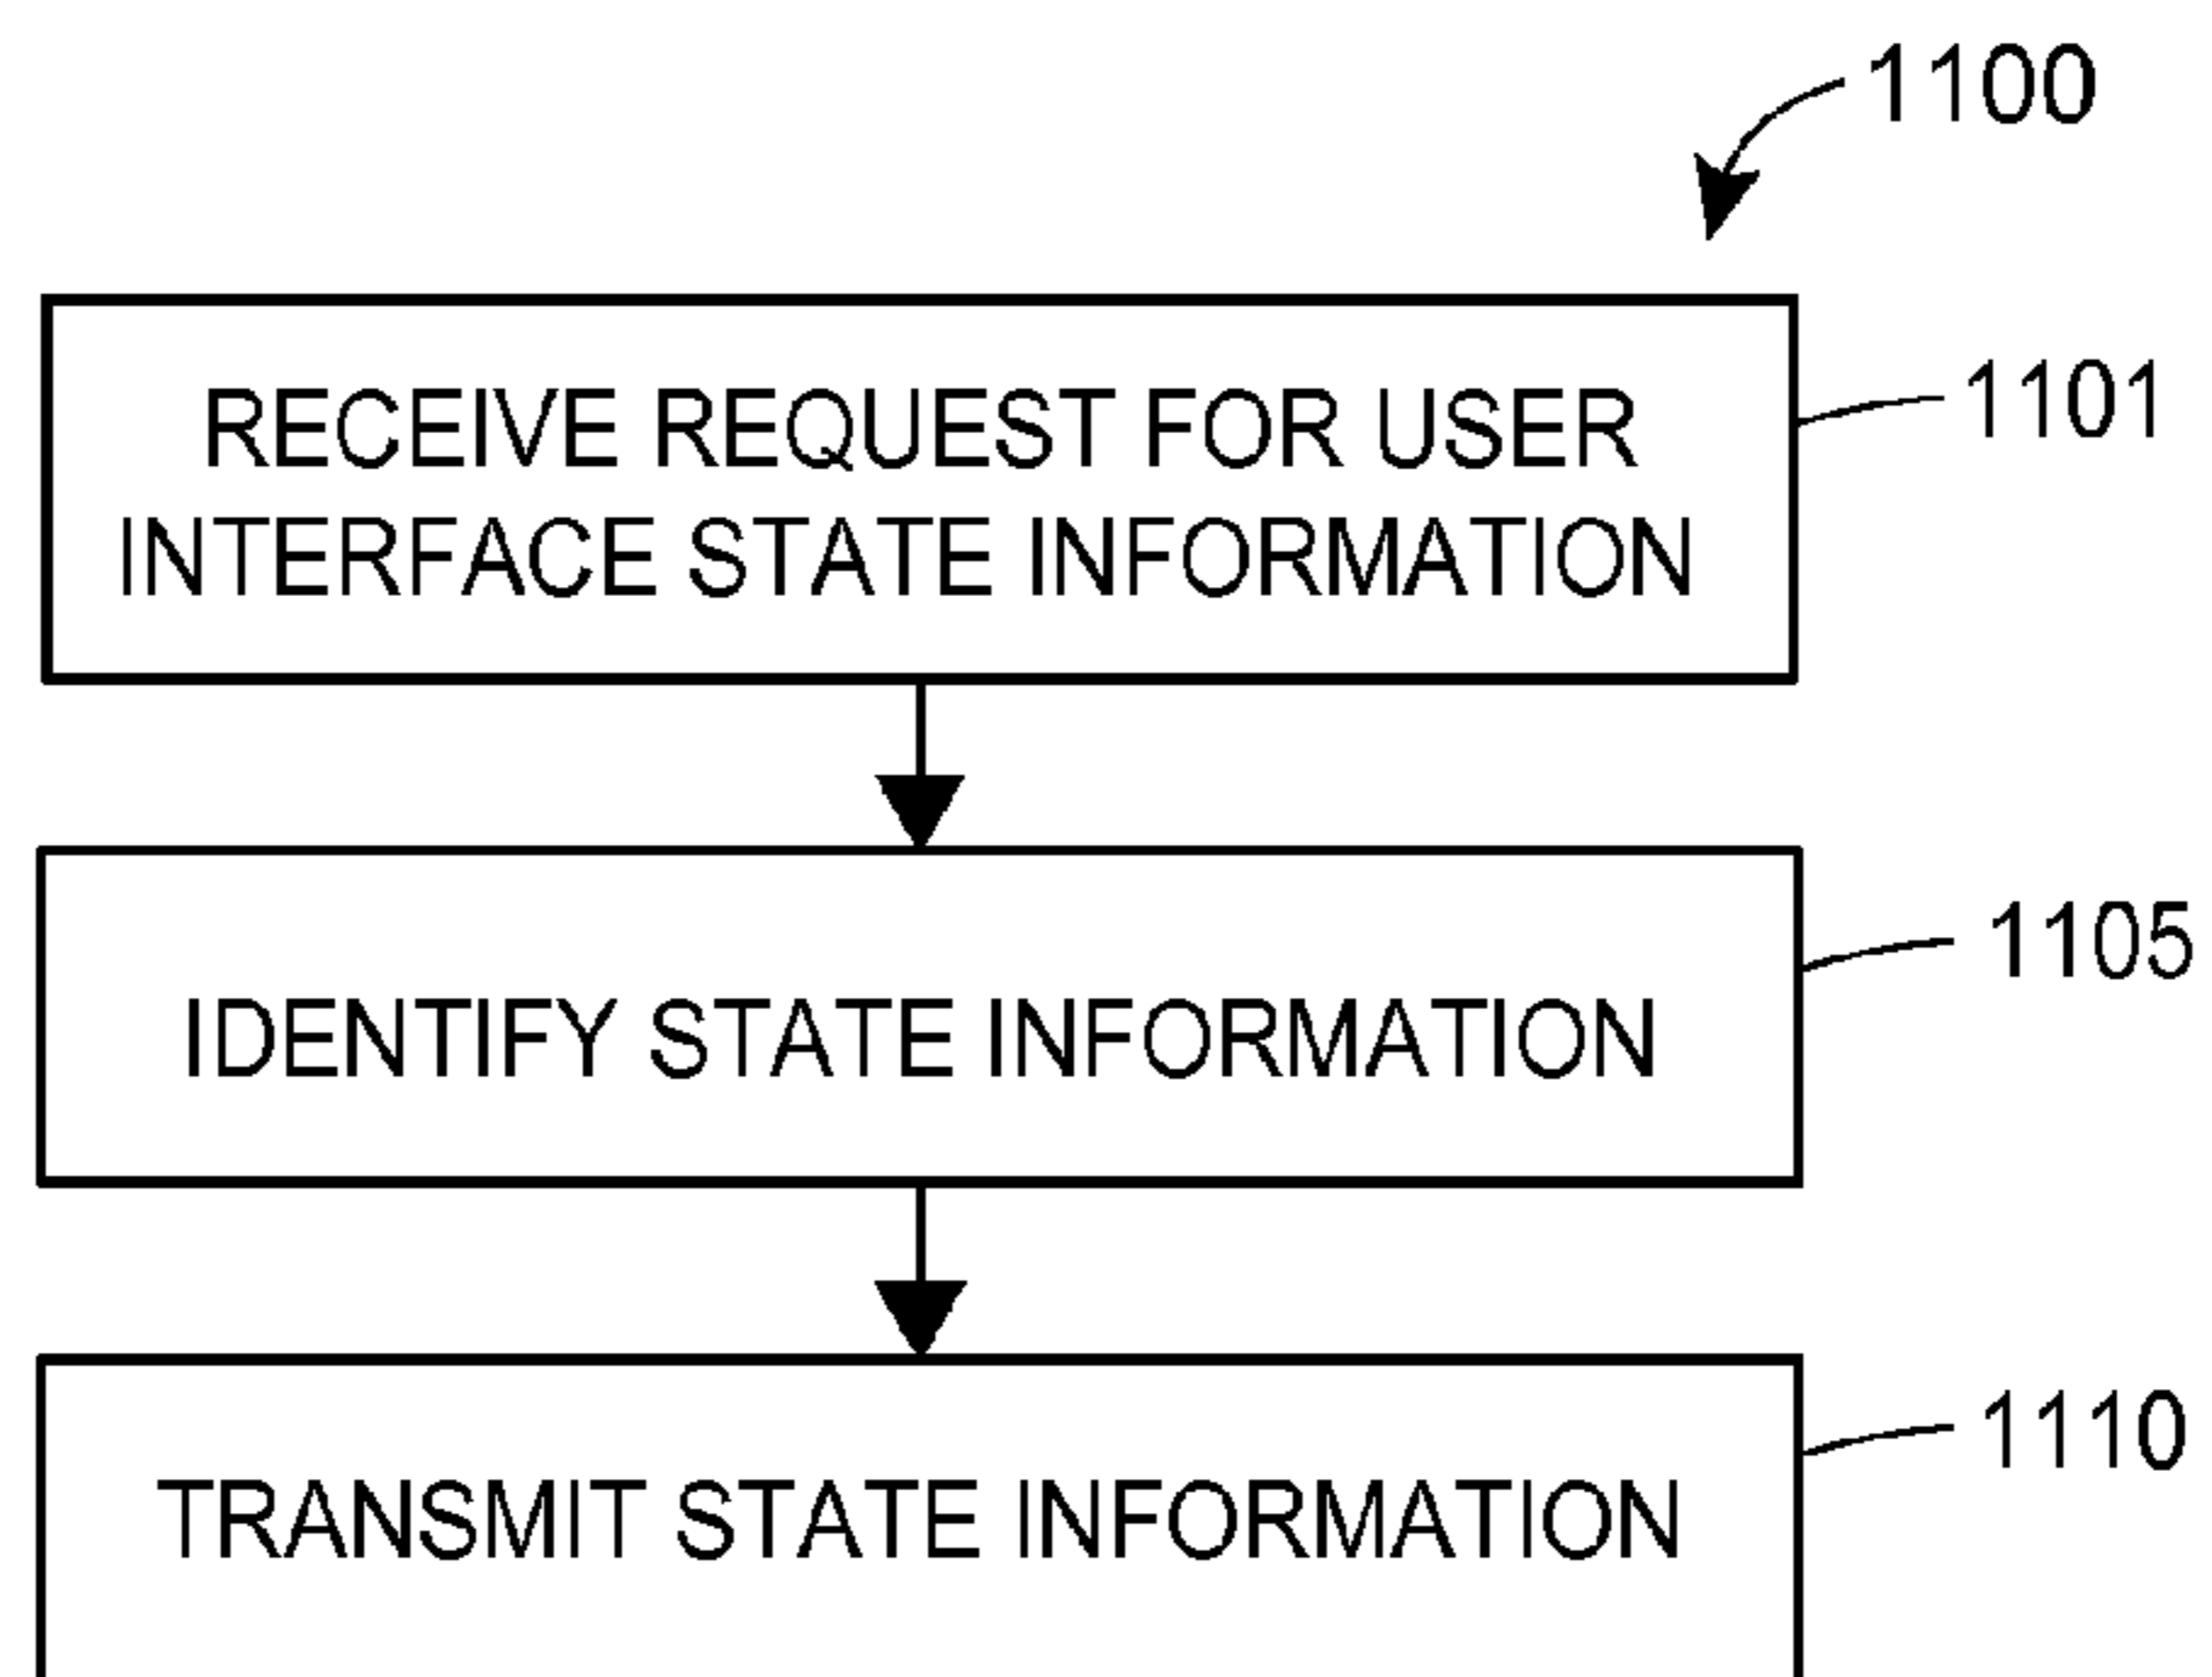 1100
RECEIVE REQUEST FOR USER
INTERFACE STATE INFORMATION
1101
IDENTIFY STATE INFORMATION
1105
TRANSMIT STATE INFORMATION
1110